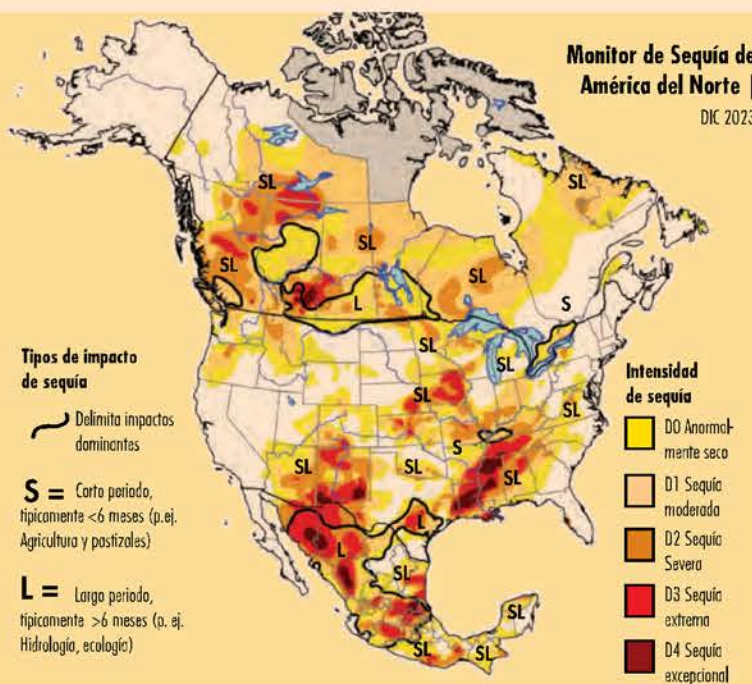 Monitor de Sequía de
América del Norte |
DIC 2023
SL
SL
SL
SL
L
SL
S
SL
SL
SL
SL
S
SL
SL
SL
L
L
SL
SL
SL
SL
Tipos de impacto
de sequía
Delimita impactos
dominantes
S = Corto periodo,
típicamente <6 meses (p.ej.
Agricultura y pastizales)
L = Largo periodo,
típicamente >6 meses (p. ej.
Hidrología, ecología)
Intensidad
de sequía
D0 Anormal-
mente seco
D1 Sequía
moderada
D2 Sequía
Severa
D3 Sequía
extrema
D4 Sequía
excepcional